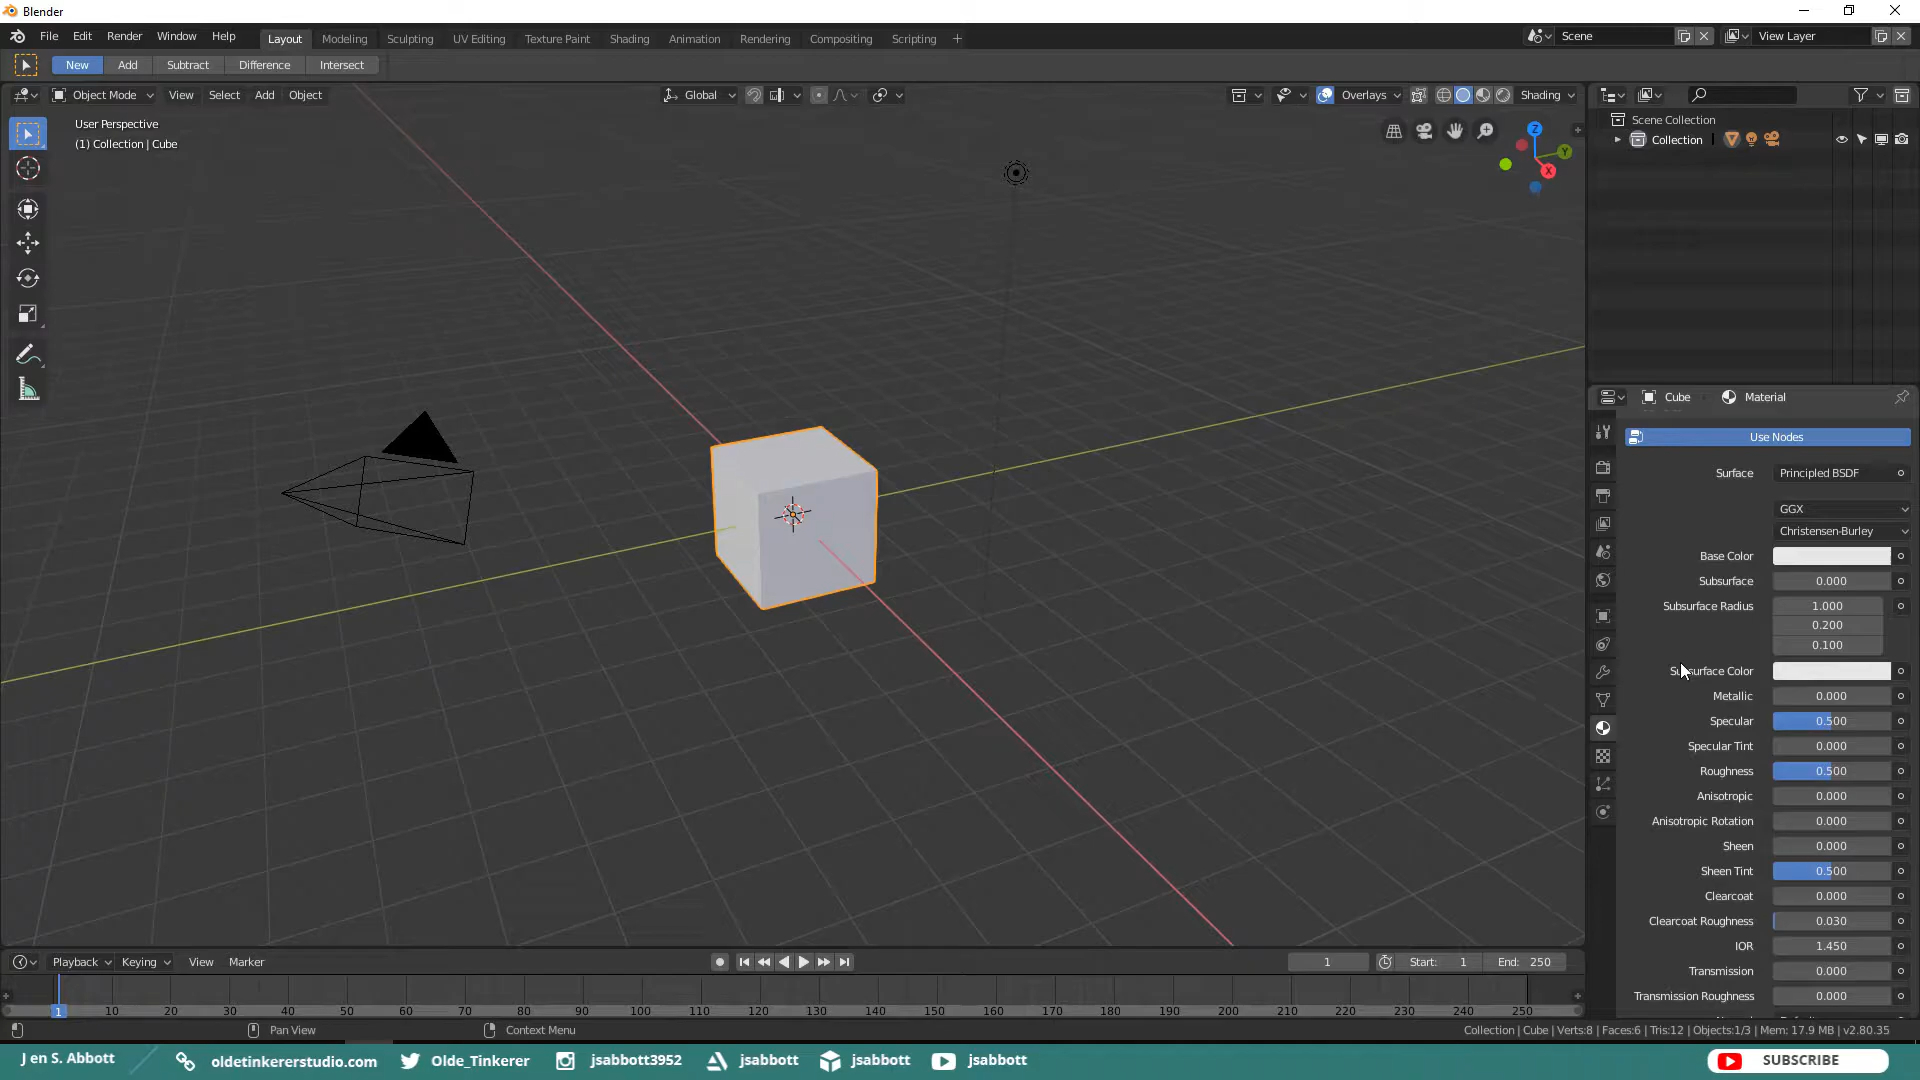 Blender
File Edit Render Window Help Layout Modeling Sculpting UV Editing Texture Paint Shading Animation Rendering Compositing Scripting + Scene View Layer
New Add Subtract Difference Intersect
Object Mode View Select Add Object Global Overlays Shading
User Perspective
(1) Collection | Cube
Z
Y
X
Scene Collection
Collection
Cube Material
Use Nodes
Surface Principled BSDF
GGX
Christensen-Burley
Base Color
Subsurface 0.000
Subsurface Radius 1.000
0.200
0.100
Subsurface Color
Metallic 0.000
Specular 0.500
Specular Tint 0.000
Roughness 0.500
Anisotropic 0.000
Anisotropic Rotation 0.000
Sheen 0.000
Sheen Tint 0.500
Clearcoat 0.000
Clearcoat Roughness 0.030
IOR 1.450
Transmission 0.000
Transmission Roughness 0.000
Playback Keying View Marker 1 Start: 1 End: 250
1 10 20 30 40 50 60 70 80 90 100 110 120 130 140 150 160 170 180 190 200 210 220 230 240 250
Pan View Context Menu Collection | Cube | Verts:8 | Faces:6 | Tris:12 | Objects:1/3 | Mem: 17.9 MB | v2.80.35
J en S. Abbott oldetinkererstudio.com Olde_Tinkerer jsabbott3952 jsabbott jsabbott jsabbott SUBSCRIBE